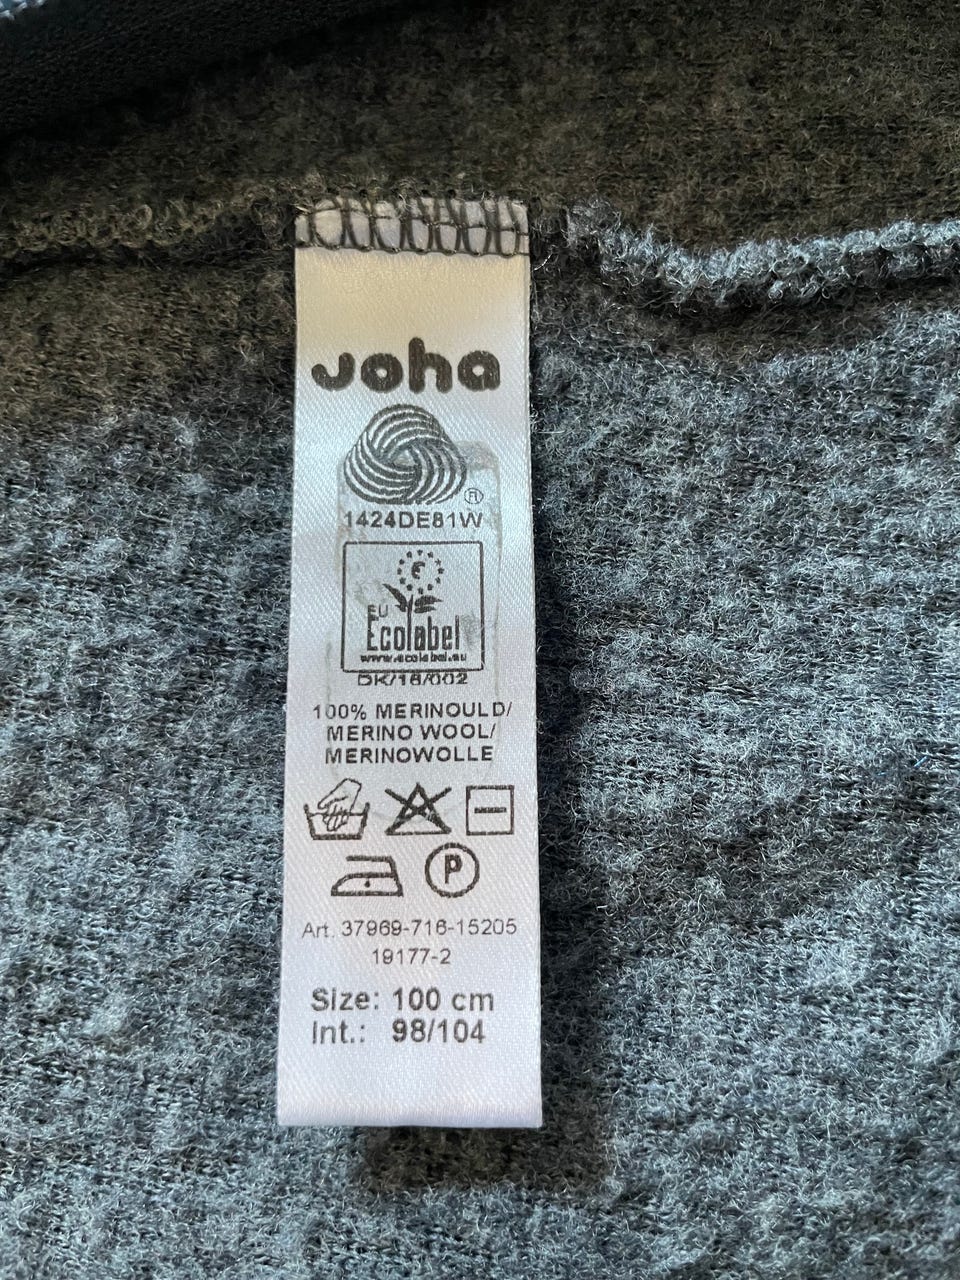 Joha
®
1424DE81W
EU
Ecolabel
www.ecolabel.eu
DK/18/002
100% MERINOULD/
MERINO WOOL/
MERINOWOLLE
P
Art. 37969-716-15205
19177-2
Size: 100 cm
Int.: 98/104